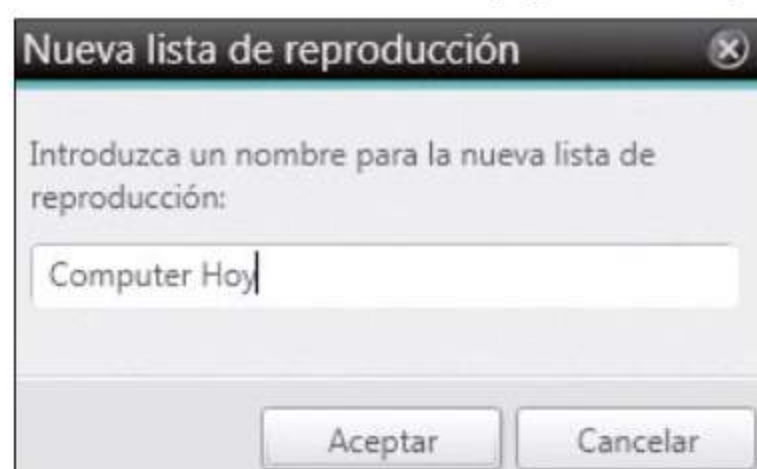 Nueva lista de reproducción
Introduzca un nombre para la nueva lista de
reproducción:
Computer Hoy
Aceptar
Cancelar